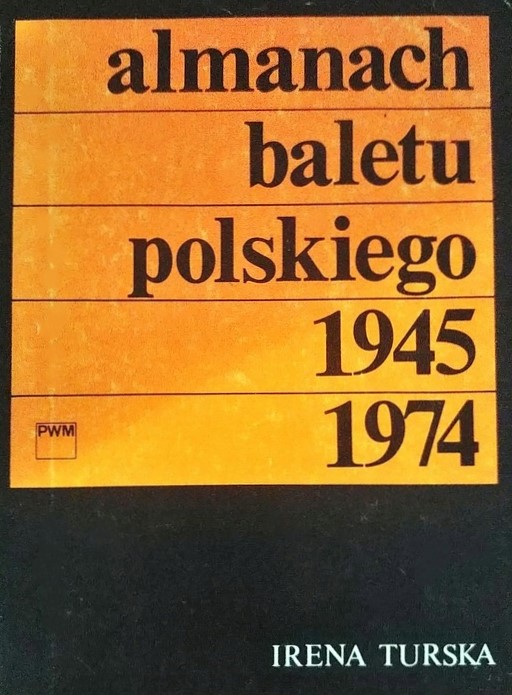 almanach
baletu
polskiego
1945
1974
PWM
IRENA TURSKA